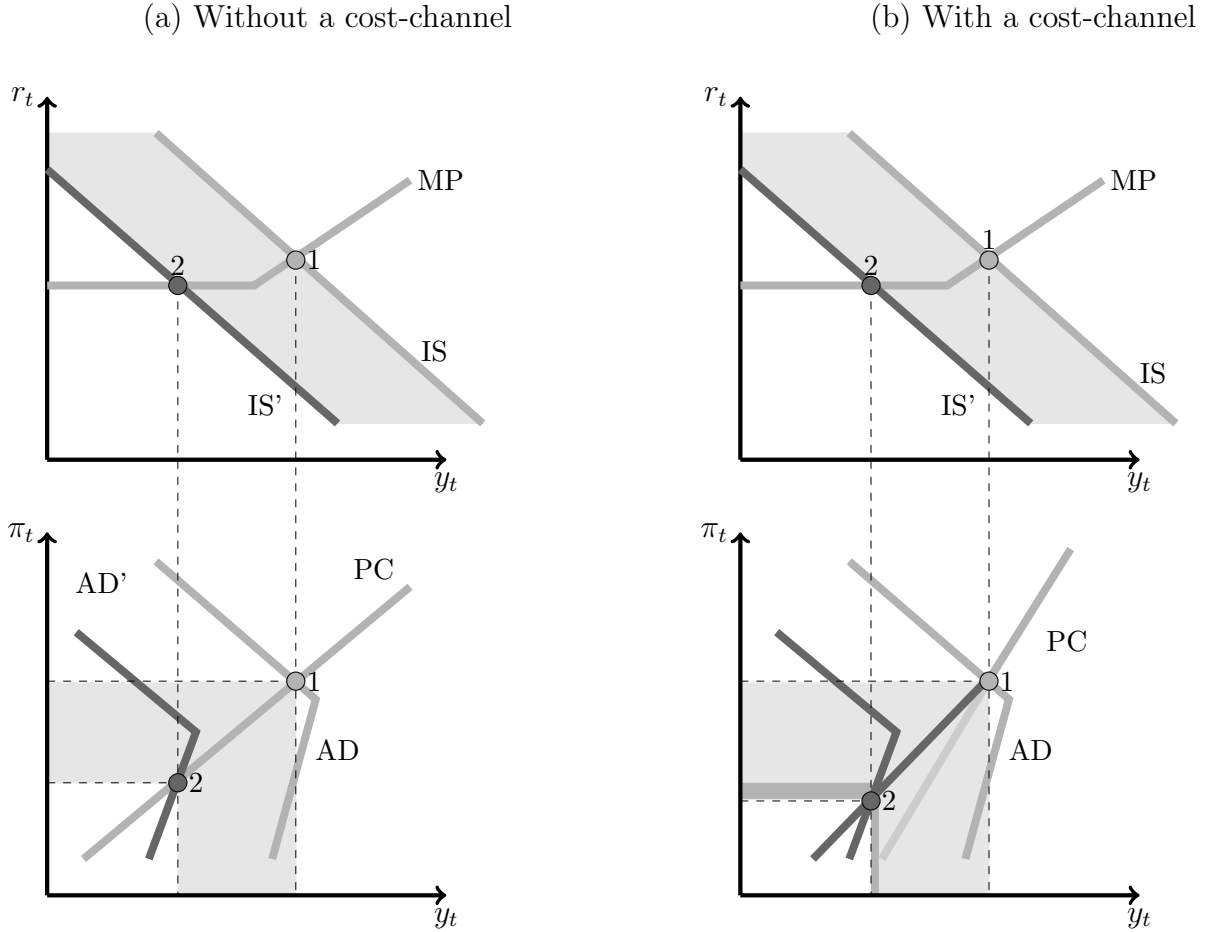 (a) Without a cost-channel
(b) With a cost-channel
r_t
MP
1
2
IS
IS'
y_t
r_t
MP
1
2
IS
IS'
y_t
π_t
PC
AD'
1
AD
2
y_t
π_t
PC
1
AD
2
y_t